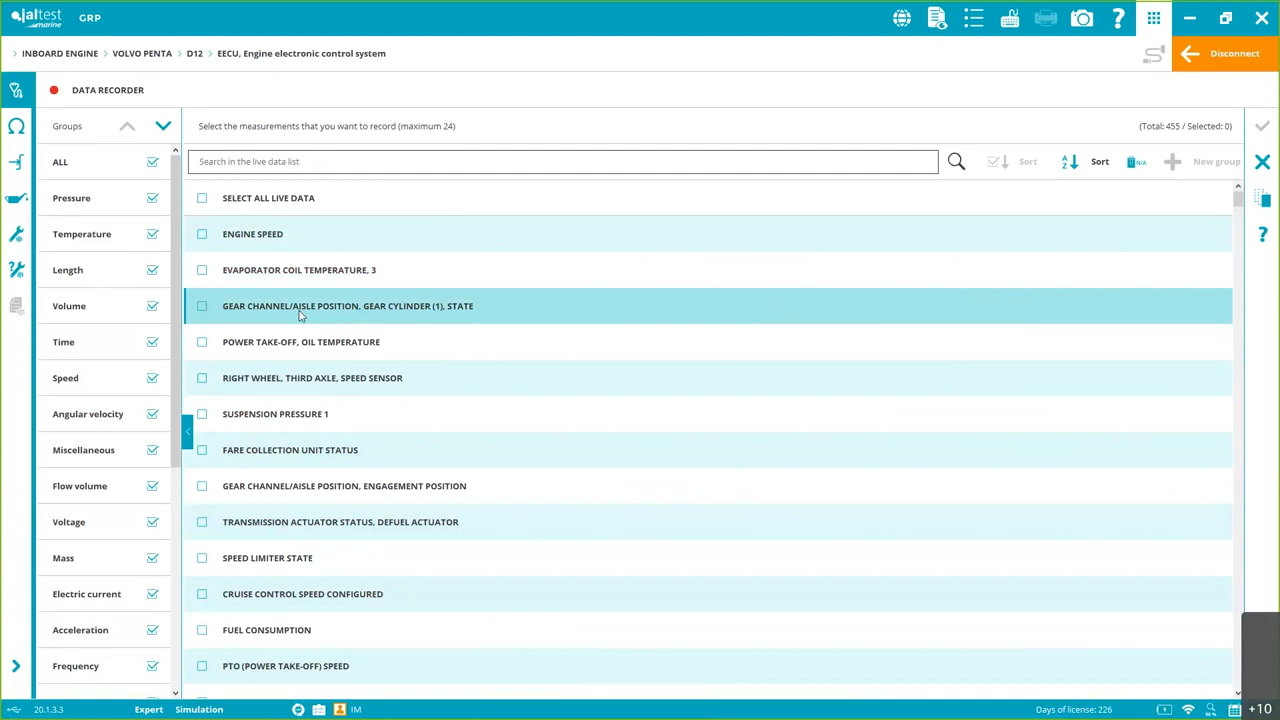 jaltest marine
GRP
INBOARD ENGINE > VOLVO PENTA > D12 > EECU, Engine electronic control system
Disconnect
DATA RECORDER
Groups
Select the measurements that you want to record (maximum 24)
(Total: 455 / Selected: 0)
ALL
Search in the live data list
Sort
A Z Sort
N/A
New group
Pressure
SELECT ALL LIVE DATA
Temperature
ENGINE SPEED
Length
EVAPORATOR COIL TEMPERATURE, 3
Volume
GEAR CHANNEL/AISLE POSITION, GEAR CYLINDER (1), STATE
Time
POWER TAKE-OFF, OIL TEMPERATURE
Speed
RIGHT WHEEL, THIRD AXLE, SPEED SENSOR
Angular velocity
SUSPENSION PRESSURE 1
Miscellaneous
FARE COLLECTION UNIT STATUS
Flow volume
GEAR CHANNEL/AISLE POSITION, ENGAGEMENT POSITION
Voltage
TRANSMISSION ACTUATOR STATUS, DEFUEL ACTUATOR
Mass
SPEED LIMITER STATE
Electric current
CRUISE CONTROL SPEED CONFIGURED
Acceleration
FUEL CONSUMPTION
Frequency
PTO (POWER TAKE-OFF) SPEED
20.1.3.3
Expert
Simulation
IM
Days of license: 226
+10